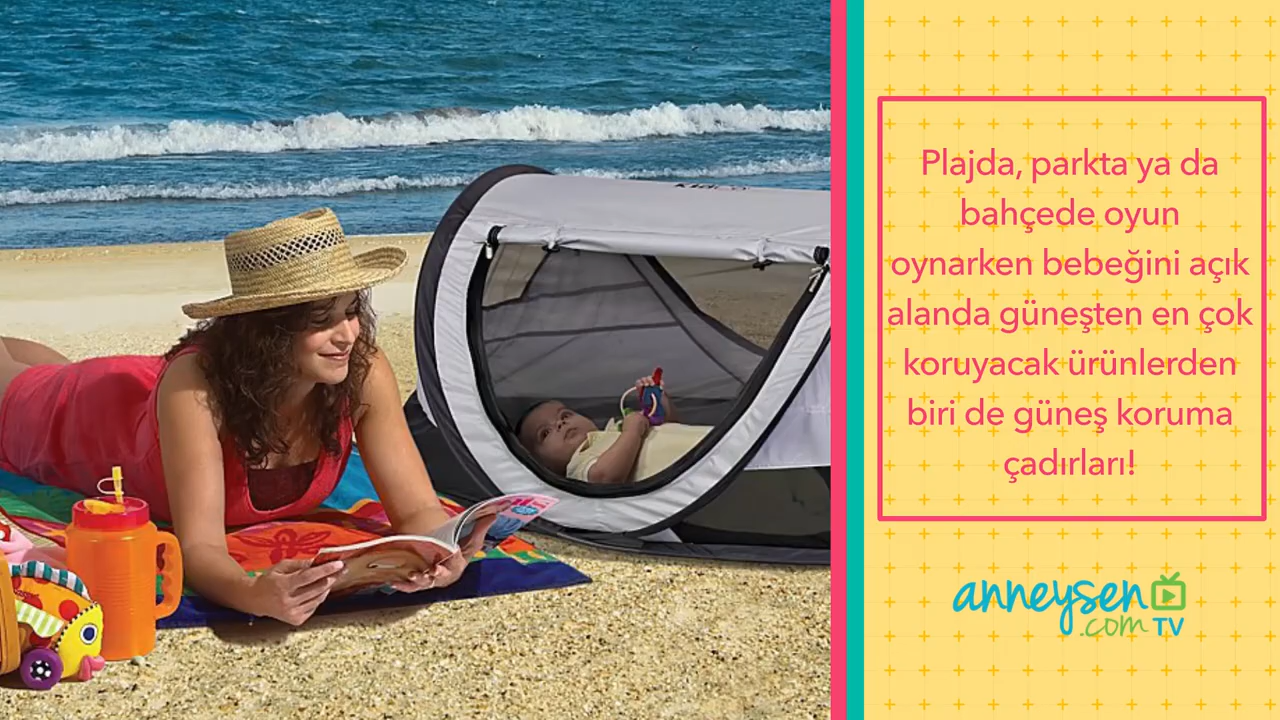 Plajda, parkta ya da
bahçede oyun
oynarken bebeğini açık
alanda güneşten en çok
koruyacak ürünlerden
biri de güneş koruma
çadırları!
anneysen
.com TV